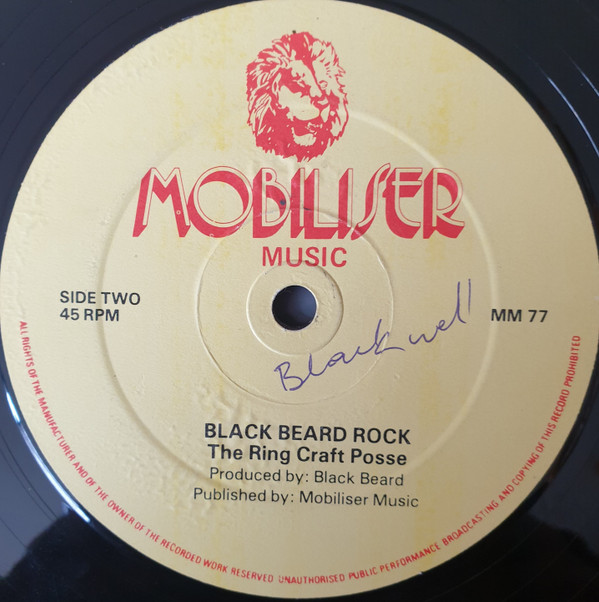 MOBILISER
MUSIC
SIDE TWO
45 RPM
MM 77
Blackwell
BLACK BEARD ROCK
The Ring Craft Posse
Produced by: Black Beard
Published by: Mobiliser Music
ALL RIGHTS OF THE MANUFACTURER AND OF THE OWNER OF THE RECORDED WORK RESERVED UNAUTHORISED PUBLIC PERFORMANCE BROADCASTING AND COPYING OF THIS RECORD PROHIBITED